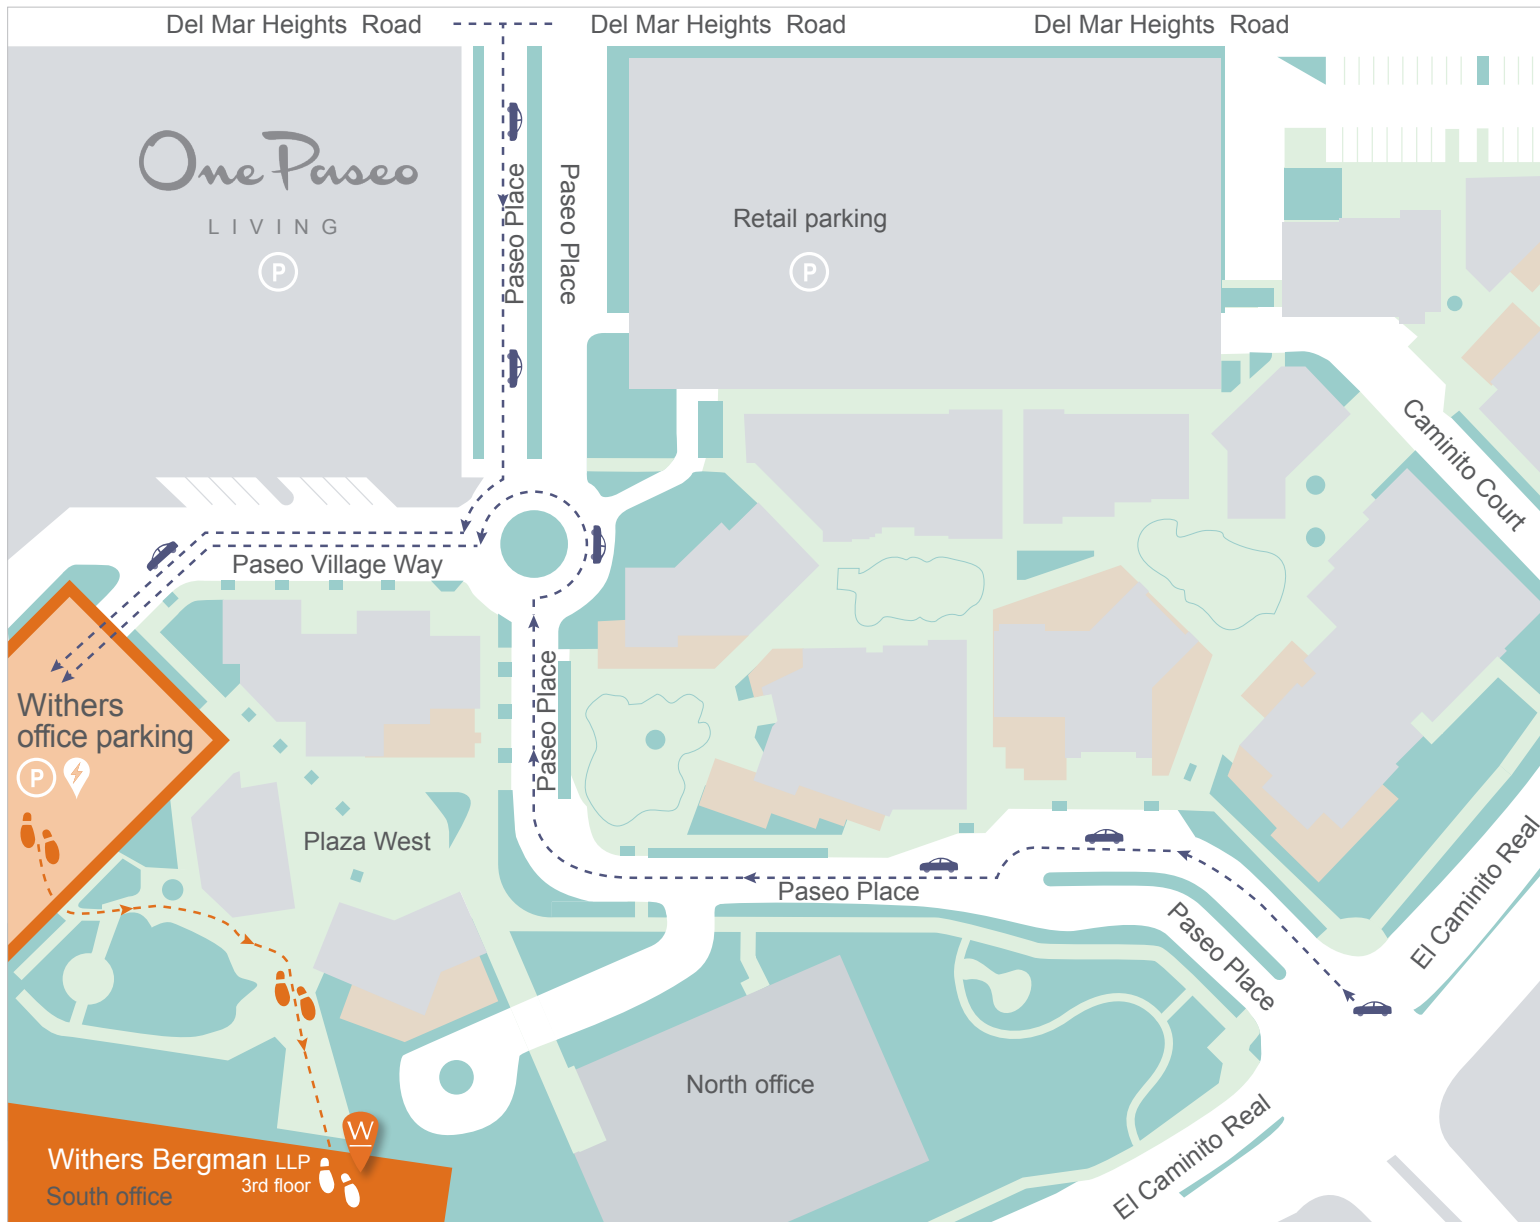 Del Mar Heights Road
Del Mar Heights Road
Del Mar Heights Road
One Paseo
LIVING
P
Paseo Place
Paseo Place
Retail parking
P
Caminito Court
Paseo Village Way
Paseo Place
Withers
office parking
P
Plaza West
Paseo Place
Paseo Place
El Caminito Real
North office
El Caminito Real
W
Withers Bergman LLP
3rd floor
South office